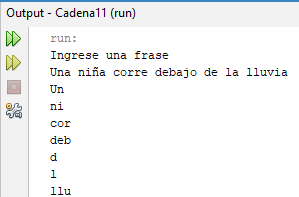 Output - Cadena11 (run)
run:
Ingrese una frase
Una niña corre debajo de la lluvia
Un
ni
cor
deb
d
l
llu